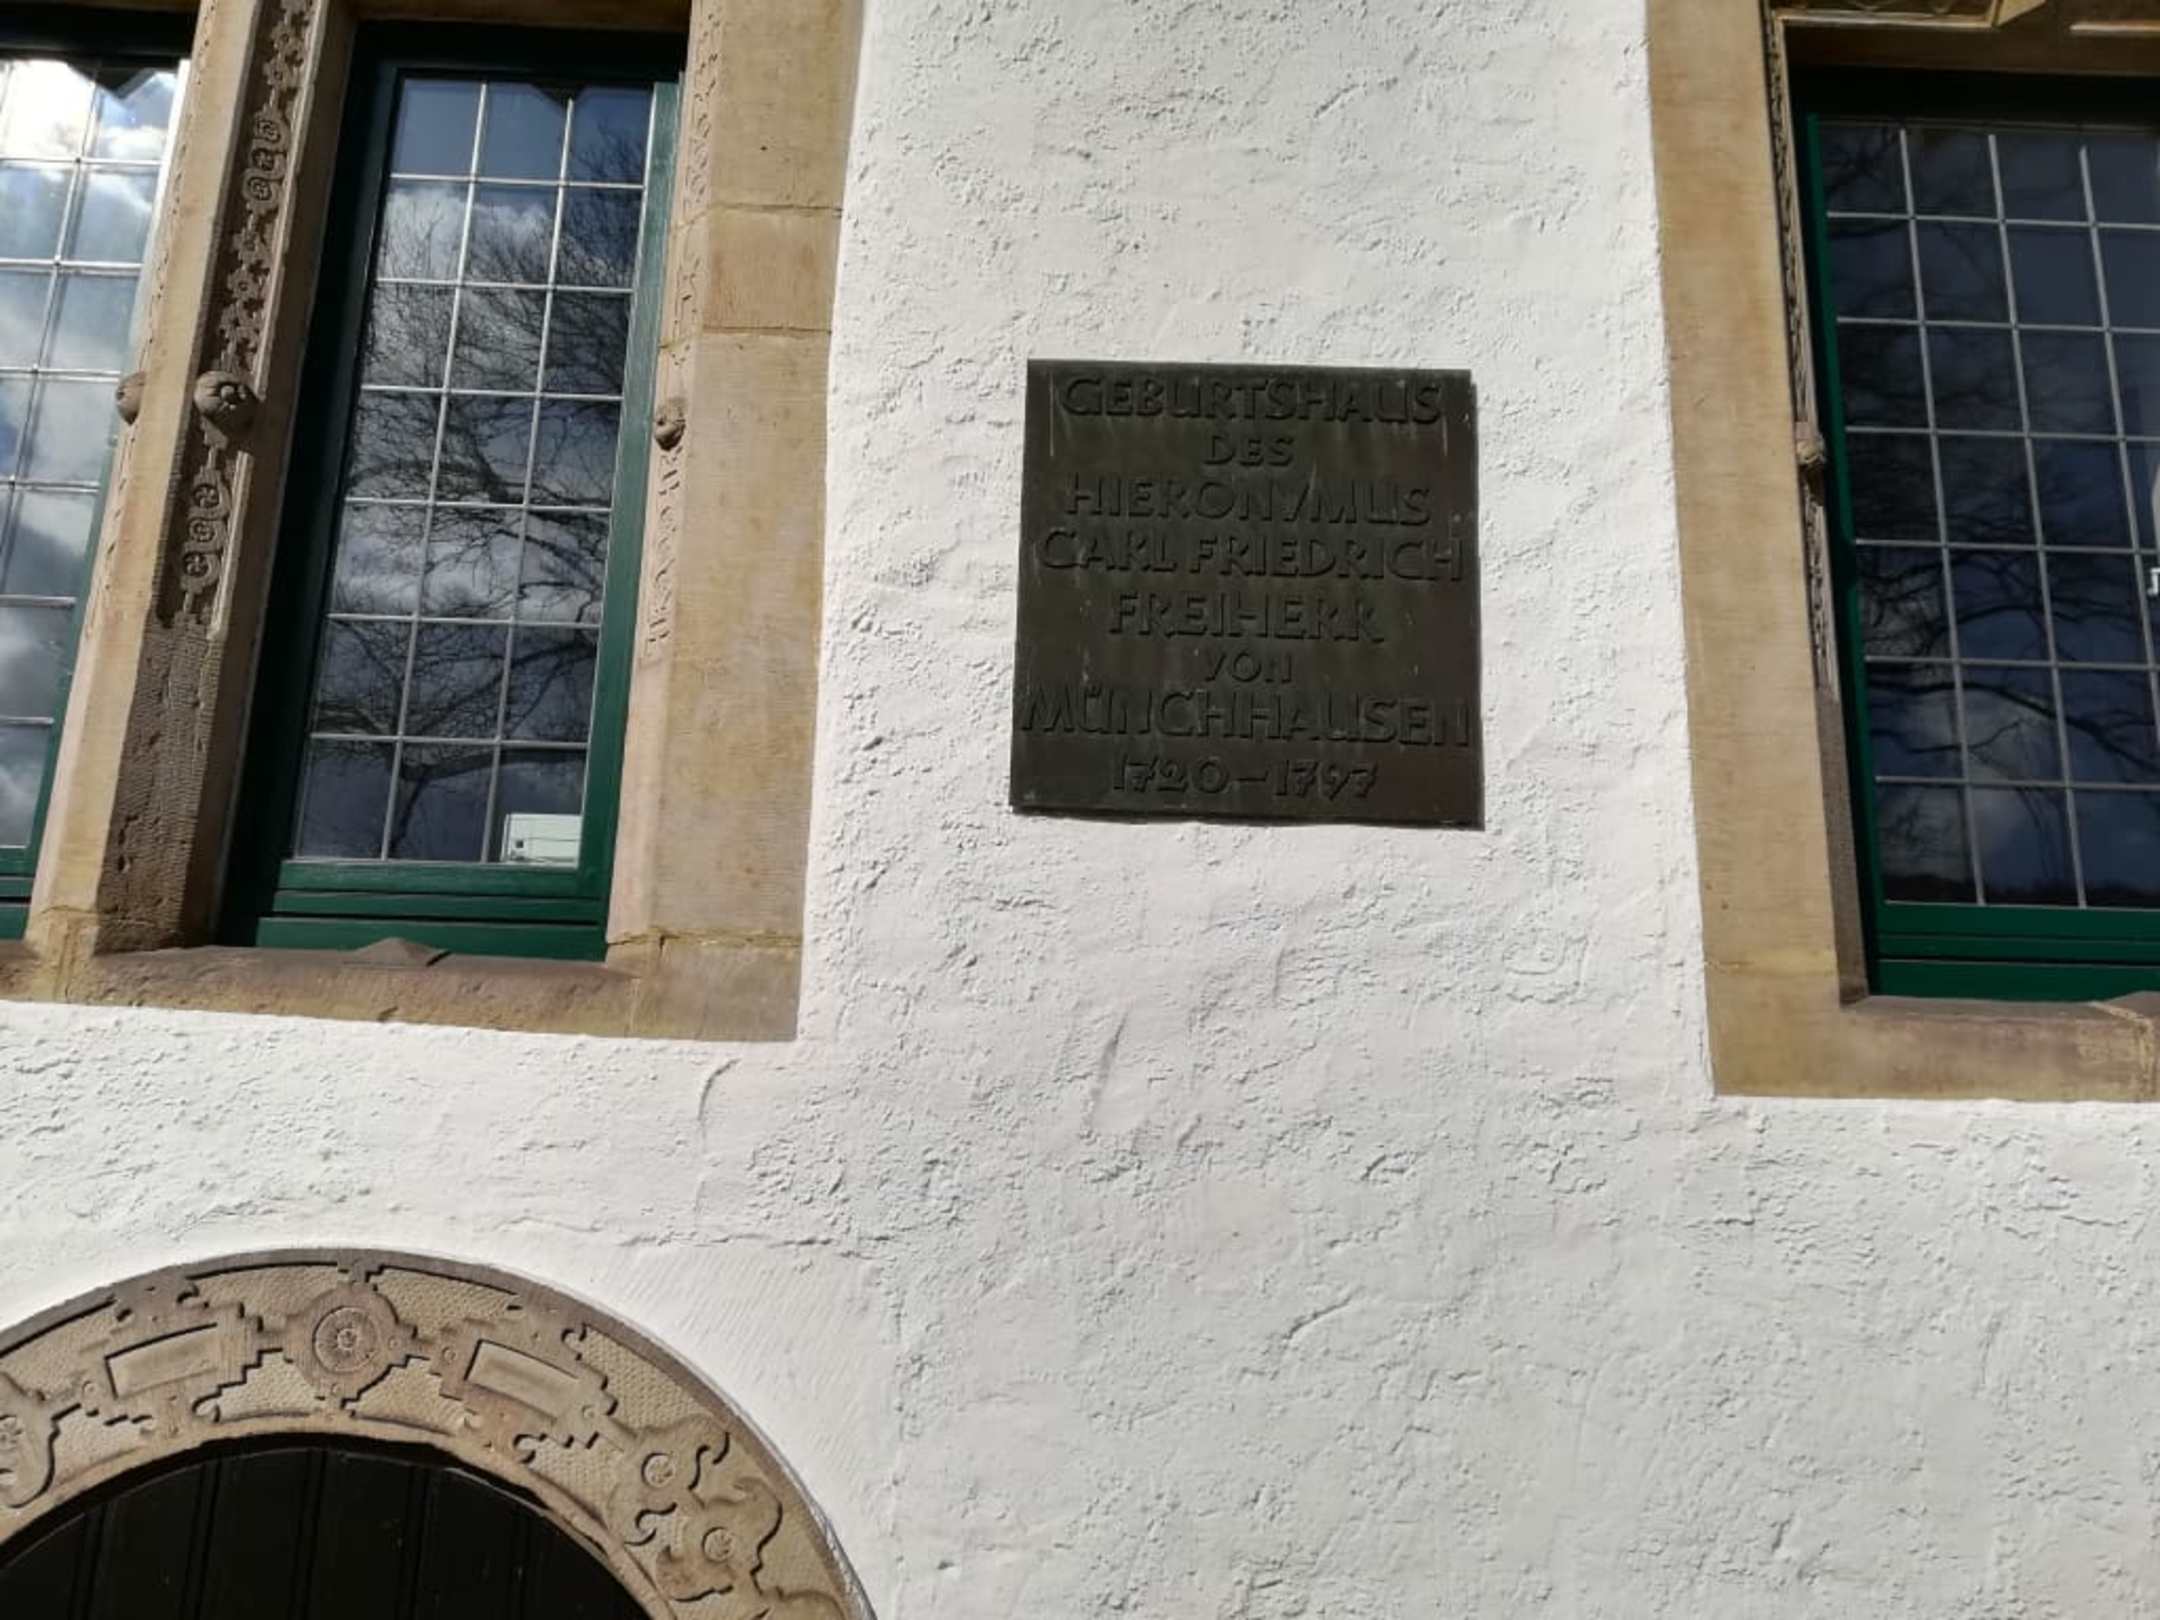 GEBURTSHAUS
DES
HIERONYMUS
CARL FRIEDRICH
FREIHERR
VON
MÜNCHHAUSEN
1720-1797